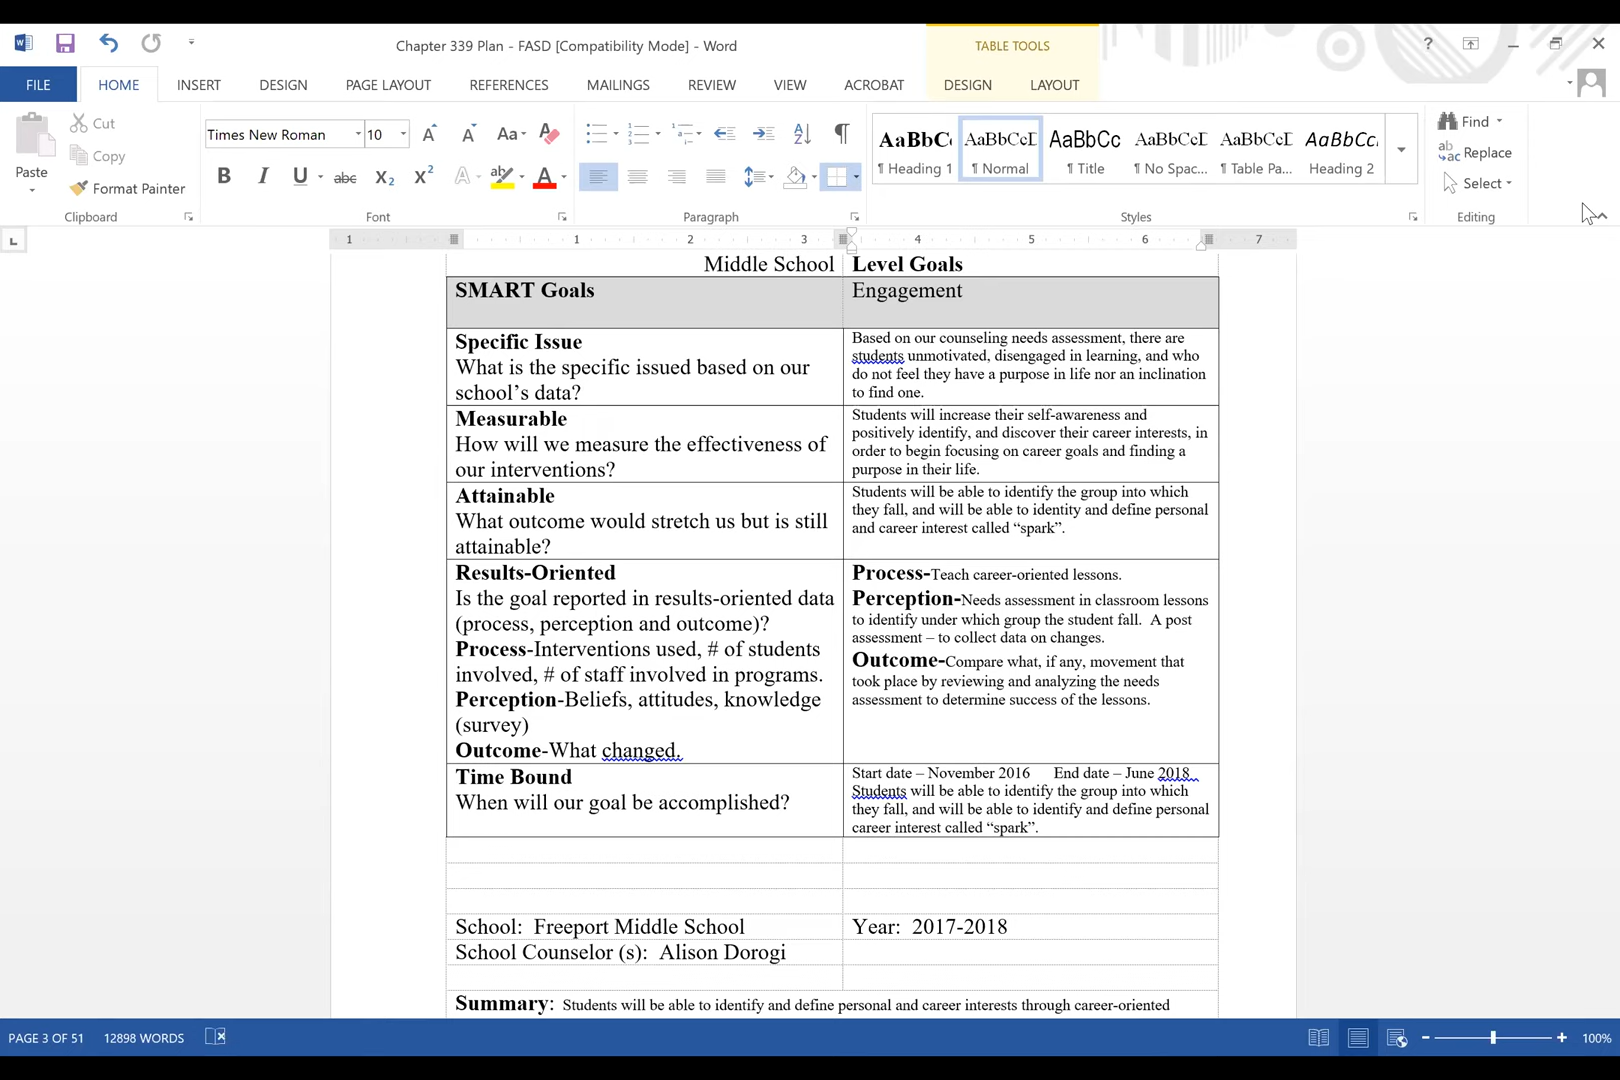 Chapter 339 Plan - FASD [Compatibility Mode] - Word
TABLE TOOLS
?
FILE HOME INSERT DESIGN PAGE LAYOUT REFERENCES MAILINGS REVIEW VIEW ACROBAT DESIGN LAYOUT
Paste
Cut
Copy
Format Painter
Clipboard
Times New Roman 10
Aa
B I U abc X₂ X² A A
Font
Paragraph
AaBbC AaBbCcD AaBbCc AaBbCcD AaBbCcD AaBbCc
¶ Heading 1 ¶ Normal ¶ Title ¶ No Spac... ¶ Table Pa... Heading 2
Styles
Find
Replace
Select
Editing
1 1 2 3 4 5 6 7
Middle School Level Goals
SMART Goals
Engagement
Specific Issue
What is the specific issued based on our
school’s data?
Based on our counseling needs assessment, there are
students unmotivated, disengaged in learning, and who
do not feel they have a purpose in life nor an inclination
to find one.
Measurable
How will we measure the effectiveness of
our interventions?
Students will increase their self-awareness and
positively identify, and discover their career interests, in
order to begin focusing on career goals and finding a
purpose in their life.
Attainable
What outcome would stretch us but is still
attainable?
Students will be able to identify the group into which
they fall, and will be able to identity and define personal
and career interest called “spark”.
Results-Oriented
Is the goal reported in results-oriented data
(process, perception and outcome)?
Process-Interventions used, # of students
involved, # of staff involved in programs.
Perception-Beliefs, attitudes, knowledge
(survey)
Outcome-What changed.
Process-Teach career-oriented lessons.
Perception-Needs assessment in classroom lessons
to identify under which group the student fall. A post
assessment – to collect data on changes.
Outcome-Compare what, if any, movement that
took place by reviewing and analyzing the needs
assessment to determine success of the lessons.
Time Bound
When will our goal be accomplished?
Start date – November 2016 End date – June 2018
Students will be able to identify the group into which
they fall, and will be able to identify and define personal
career interest called “spark”.
School: Freeport Middle School
Year: 2017-2018
School Counselor (s): Alison Dorogi
Summary: Students will be able to identify and define personal and career interests through career-oriented
PAGE 3 OF 51 12898 WORDS
100%